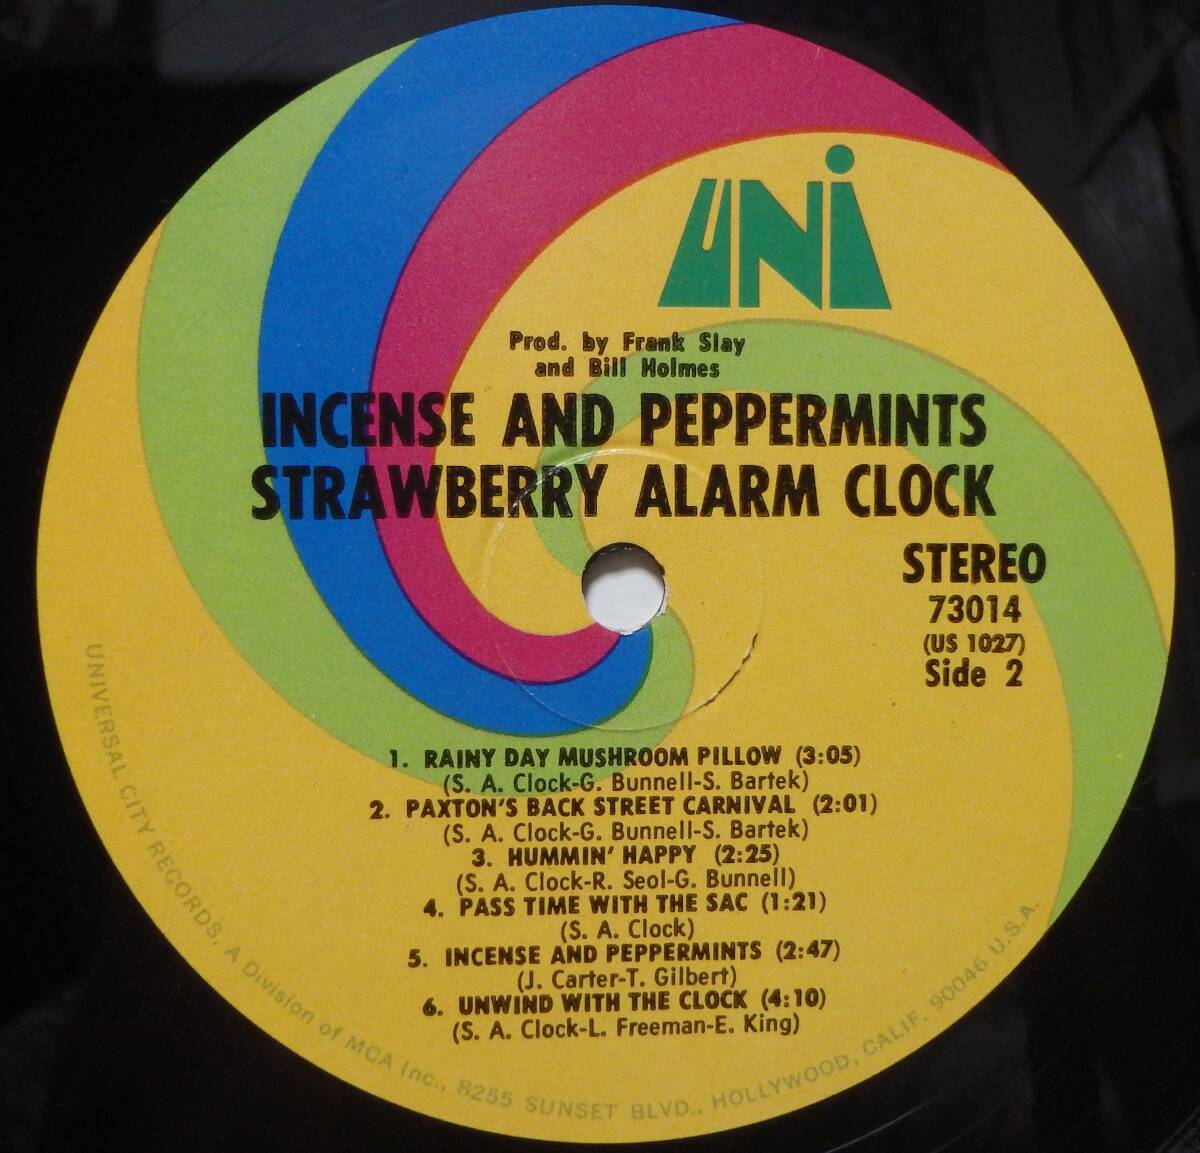 UNi
Prod. by Frank Slay
and Bill Holmes
INCENSE AND PEPPERMINTS
STRAWBERRY ALARM CLOCK
STEREO
73014
(US 1027)
Side 2
1. RAINY DAY MUSHROOM PILLOW (3:05)
(S. A. Clock-G. Bunnell-S. Bartek)
2. PAXTON'S BACK STREET CARNIVAL (2:01)
(S. A. Clock-G. Bunnell-S. Bartek)
3. HUMMIN' HAPPY (2:25)
(S. A. Clock-R. Seol-G. Bunnell)
4. PASS TIME WITH THE SAC (1:21)
(S. A. Clock)
5. INCENSE AND PEPPERMINTS (2:47)
(J. Carter-T. Gilbert)
6. UNWIND WITH THE CLOCK (4:10)
(S. A. Clock-L. Freeman-E. King)
UNIVERSAL CITY RECORDS, A Division of MCA Inc., 8255 SUNSET BLVD., HOLLYWOOD, CALIF. 90046 U.S.A.